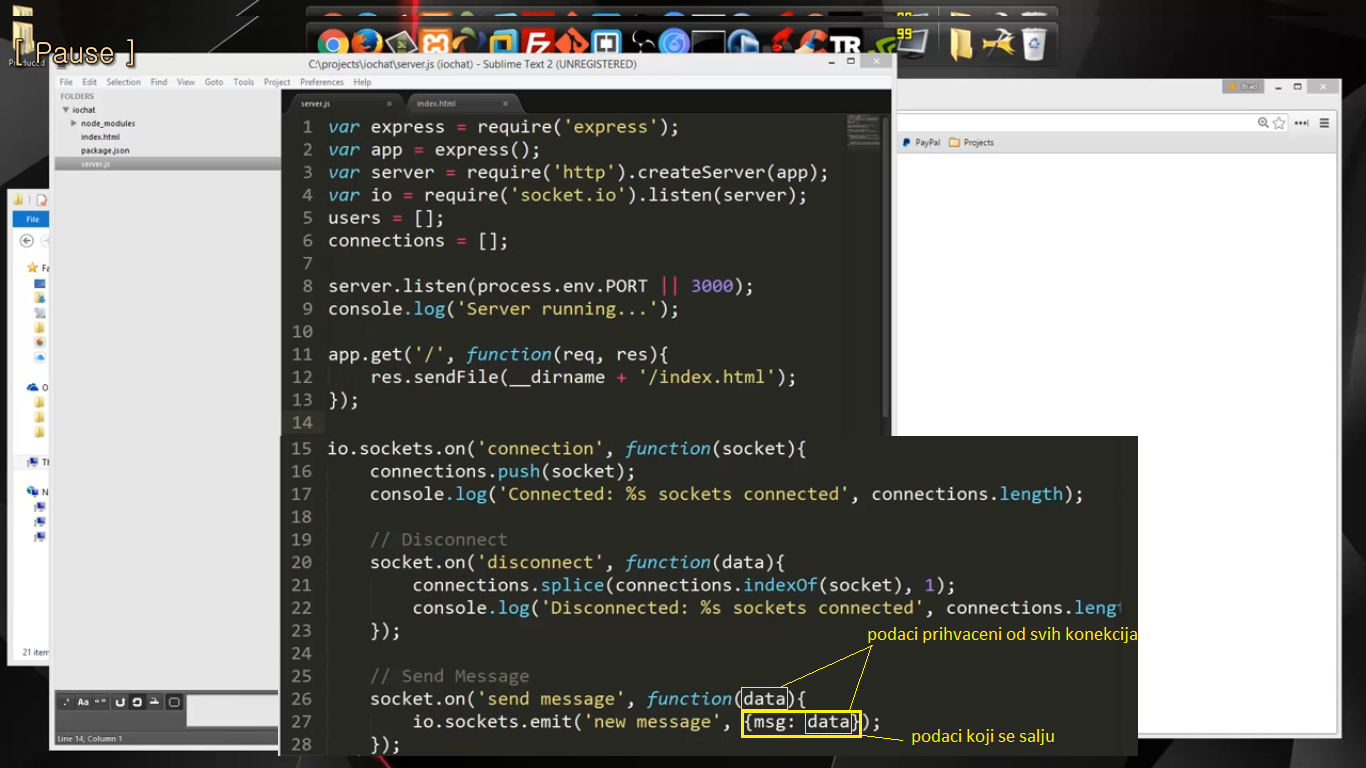 [ Pause ]
C:\projects\iochat\server.js (iochat) - Sublime Text 2 (UNREGISTERED)
File Edit Selection Find View Goto Tools Project Preferences Help
FOLDERS
iochat
node_modules
index.html
package.json
server.js
server.js
index.html
1 var express = require('express');
2 var app = express();
3 var server = require('http').createServer(app);
4 var io = require('socket.io').listen(server);
5 users = [];
6 connections = [];
7
8 server.listen(process.env.PORT || 3000);
9 console.log('Server running...');
10
11 app.get('/', function(req, res){
12 res.sendFile(__dirname + '/index.html');
13 });
14
15 io.sockets.on('connection', function(socket){
16 connections.push(socket);
17 console.log('Connected: %s sockets connected', connections.length);
18
19 // Disconnect
20 socket.on('disconnect', function(data){
21 connections.splice(connections.indexOf(socket), 1);
22 console.log('Disconnected: %s sockets connected', connections.leng
23 });
podaci prihvaceni od svih konekcija
24
25 // Send Message
26 socket.on('send message', function(data){
27 io.sockets.emit('new message', {msg: data});
podaci koji se salju
28 });
Line 14, Column 1
File
21 item
Brad
PayPal
Projects
99
99
TR